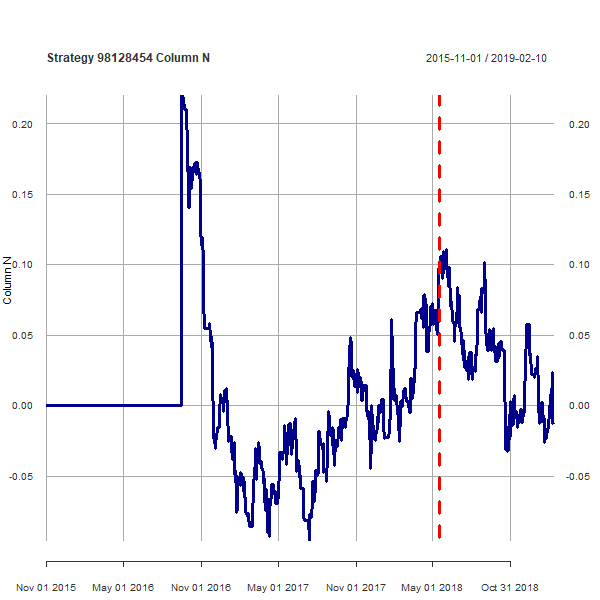 Strategy 98128454 Column N
2015-11-01 / 2019-02-10
0.20
0.15
0.10
0.05
0.00
-0.05
Column N
0.20
0.15
0.10
0.05
0.00
-0.05
Nov 01 2015
May 01 2016
Nov 01 2016
May 01 2017
Nov 01 2017
May 01 2018
Oct 31 2018